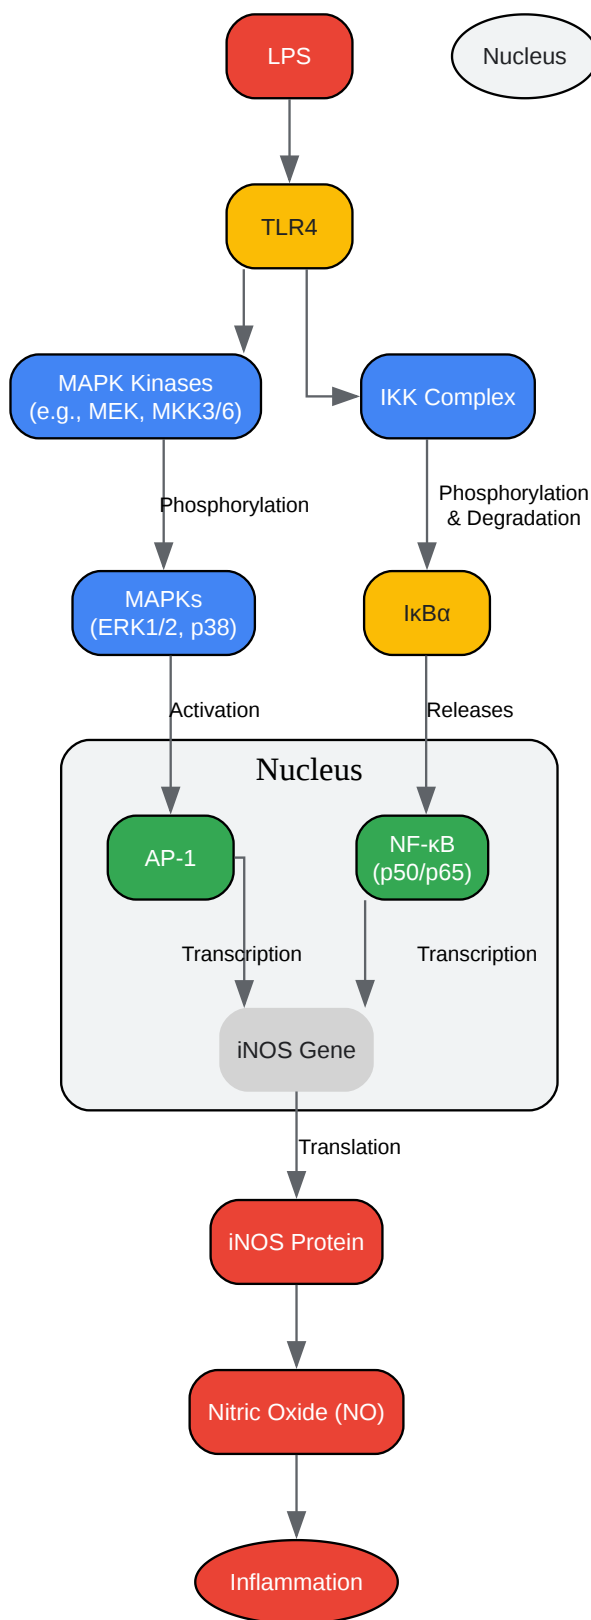 LPS
Nucleus
TLR4
MAPK Kinases
(e.g., MEK, MKK3/6)
IKK Complex
Phosphorylation
Phosphorylation
& Degradation
MAPKs
(ERK1/2, p38)
IκBα
Activation
Releases
Nucleus
AP-1
NF-κB
(p50/p65)
Transcription
Transcription
iNOS Gene
Translation
iNOS Protein
Nitric Oxide (NO)
Inflammation